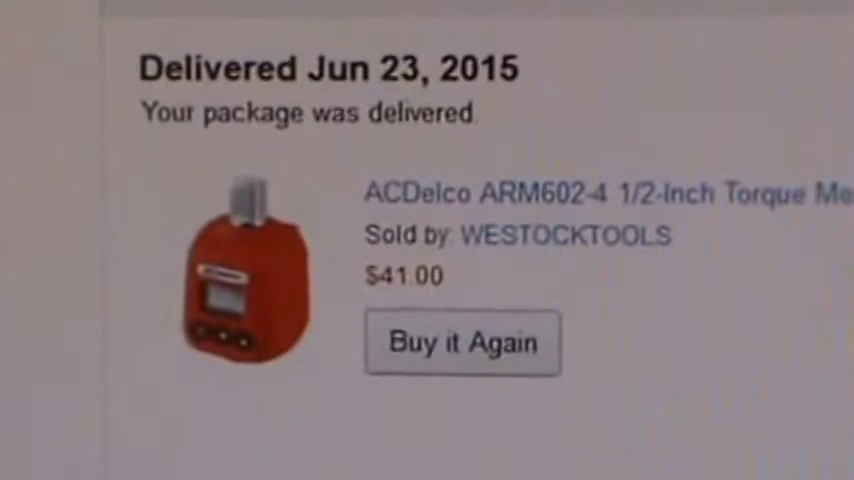 Delivered Jun 23, 2015
Your package was delivered.
ACDelco ARM602-4 1/2-Inch Torque Me
Sold by: WESTOCKTOOLS
$41.00
Buy it Again